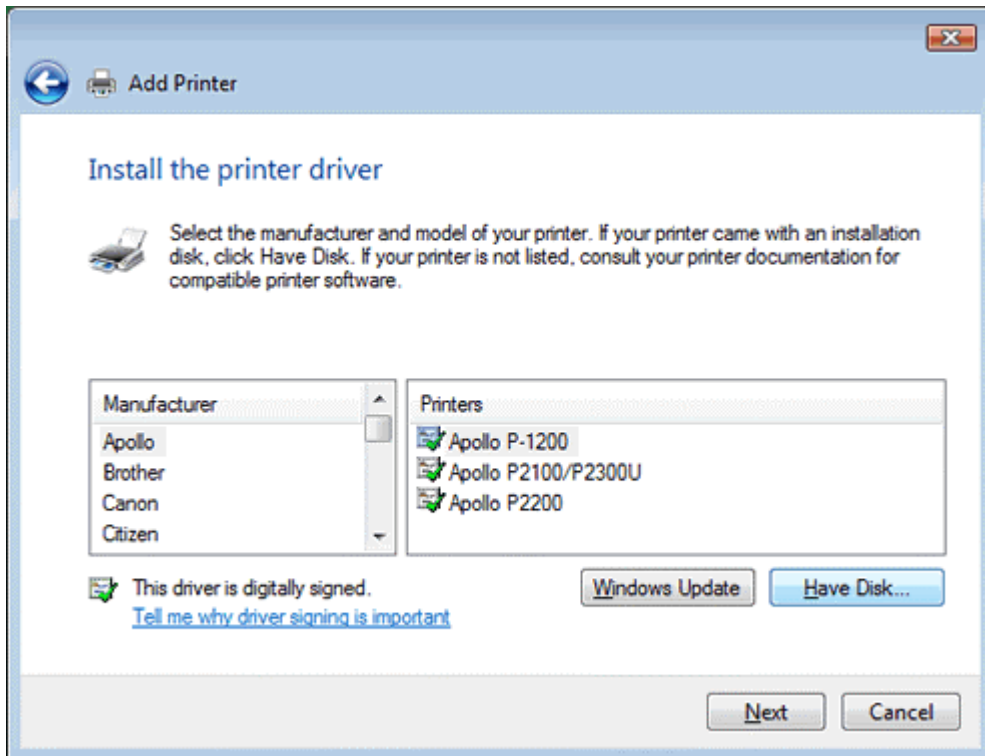 Add Printer
Install the printer driver
Select the manufacturer and model of your printer. If your printer came with an installation
disk, click Have Disk. If your printer is not listed, consult your printer documentation for
compatible printer software.
Manufacturer
Apollo
Brother
Canon
Citizen
Printers
Apollo P-1200
Apollo P2100/P2300U
Apollo P2200
This driver is digitally signed.
Tell me why driver signing is important
Windows Update
Have Disk...
Next
Cancel